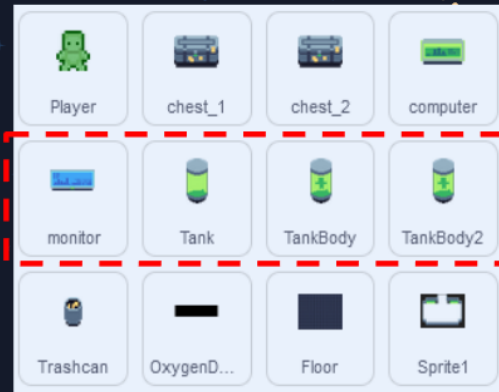 Player chest_1 chest_2 computer
monitor Tank TankBody TankBody2
Trashcan OxygenD... Floor Sprite1